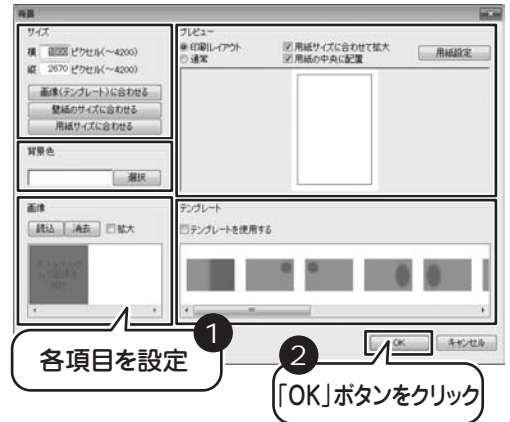 背景
サイズ
横 ピクセル(～4200)
縦 2670 ピクセル(～4200)
画像(テンプレート)に合わせる
壁紙のサイズに合わせる
用紙サイズに合わせる
背景色
選択
画像
読込 消去 拡大
プレビュー
印刷レイアウト
通常
用紙サイズに合わせて拡大
用紙の中央に配置
用紙設定
テンプレート
テンプレートを使用する
OK キャンセル
1
各項目を設定
2
「OK」ボタンをクリック